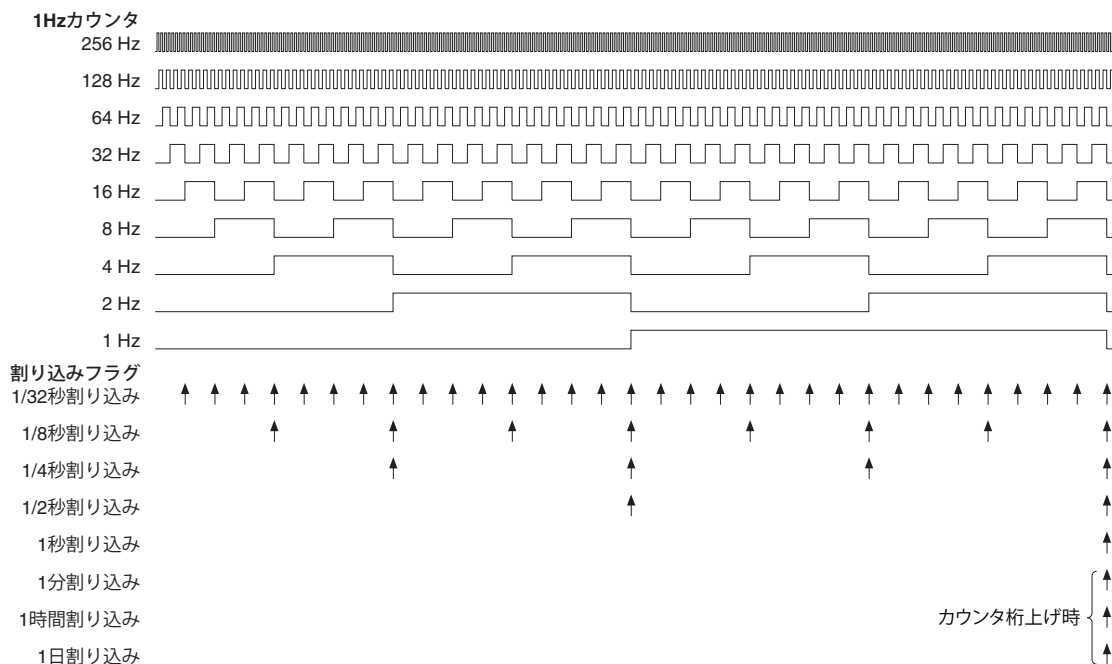 1Hzカウンタ
256 Hz
128 Hz
64 Hz
32 Hz
16 Hz
8 Hz
4 Hz
2 Hz
1 Hz
割り込みフラグ
1/32秒割り込み
1/8秒割り込み
1/4秒割り込み
1/2秒割り込み
1秒割り込み
1分割り込み
1時間割り込み
カウンタ桁上げ時
1日割り込み